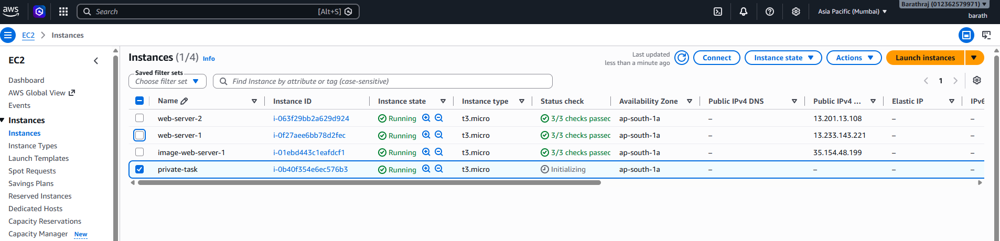 aws
Search [Alt+S]
Asia Pacific (Mumbai)
Barathraj (012362579971)
barath
EC2 Instances
EC2
Dashboard
AWS Global View
Events
Instances
Instances
Instance Types
Launch Templates
Spot Requests
Savings Plans
Reserved Instances
Dedicated Hosts
Capacity Reservations
Capacity Manager New
Instances (1/4) Info
Last updated
less than a minute ago
Connect Instance state Actions Launch instances
Saved filter sets
Choose filter set
Find Instance by attribute or tag (case-sensitive)
1
Name Instance ID Instance state Instance type Status check Availability Zone Public IPv4 DNS Public IPv4 ... Elastic IP IPv6
web-server-2 i-063f29bb2a629d924 Running t3.micro 3/3 checks passed ap-south-1a – 13.201.13.108 – –
web-server-1 i-0f27aee6bb78d2fec Running t3.micro 3/3 checks passed ap-south-1a – 13.233.143.221 – –
image-web-server-1 i-01ebd443c1eafdcf1 Running t3.micro 3/3 checks passed ap-south-1a – 35.154.48.199 – –
private-task i-0b40f354e6ec576b3 Running t3.micro Initializing ap-south-1a – – – –